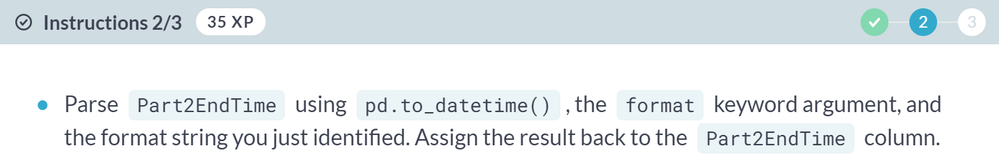 Instructions 2/3 35 XP 2 3
Parse Part2EndTime using pd.to_datetime() , the format keyword argument, and
the format string you just identified. Assign the result back to the Part2EndTime column.